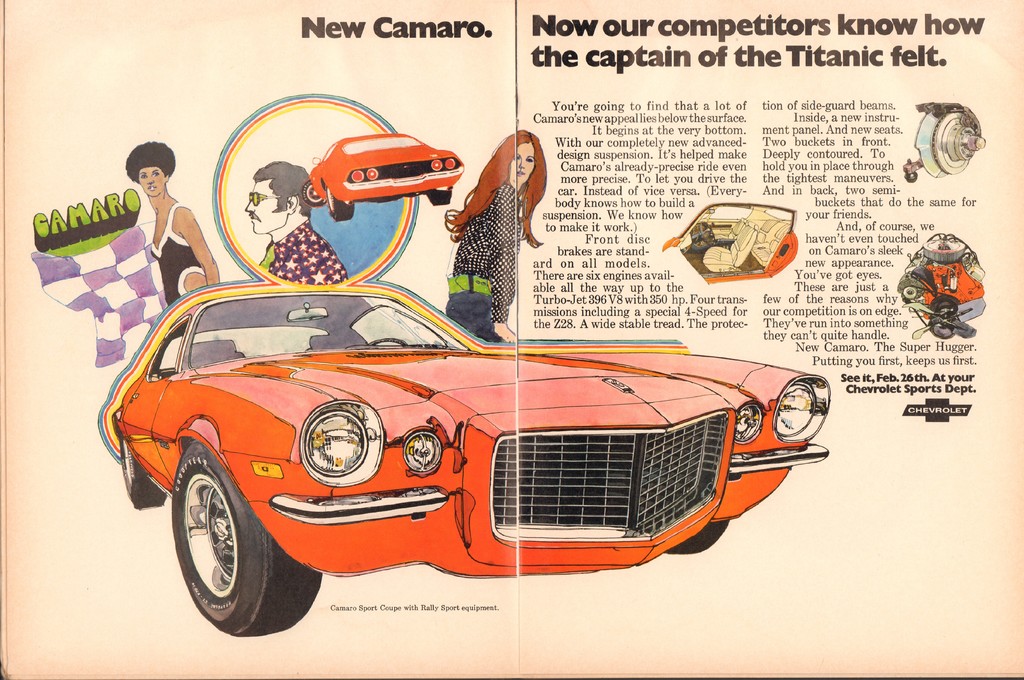 New Camaro.
Now our competitors know how
the captain of the Titanic felt.
CAMARO
You're going to find that a lot of
Camaro's new appeal lies below the surface.
It begins at the very bottom.
With our completely new advanced-
design suspension. It's helped make
Camaro's already-precise ride even
more precise. To let you drive the
car. Instead of vice versa. (Every-
body knows how to build a
suspension. We know how
to make it work.)
Front disc
brakes are stand-
ard on all models.
There are six engines avail-
able all the way up to the
Turbo-Jet 396 V8 with 350 hp. Four trans-
missions including a special 4-Speed for
the Z28. A wide stable tread. The protec-
tion of side-guard beams.
Inside, a new instru-
ment panel. And new seats.
Two buckets in front.
Deeply contoured. To
hold you in place through
the tightest maneuvers.
And in back, two semi-
buckets that do the same for
your friends.
And, of course, we
haven't even touched
on Camaro's sleek
new appearance.
You've got eyes.
These are just a
few of the reasons why
our competition is on edge.
They've run into something
they can't quite handle.
New Camaro. The Super Hugger.
Putting you first, keeps us first.
See it, Feb. 26th. At your
Chevrolet Sports Dept.
CHEVROLET
GOODYEAR
Camaro Sport Coupe with Rally Sport equipment.